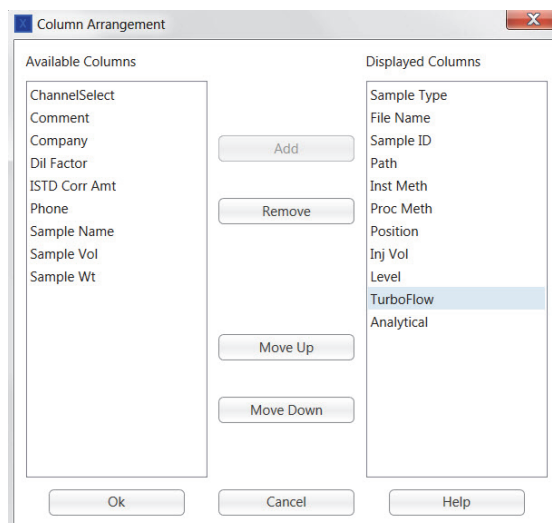 Column Arrangement
Available Columns
ChannelSelect
Comment
Company
Dil Factor
ISTD Corr Amt
Phone
Sample Name
Sample Vol
Sample Wt
Add
Remove
Move Up
Move Down
Displayed Columns
Sample Type
File Name
Sample ID
Path
Inst Meth
Proc Meth
Position
Inj Vol
Level
TurboFlow
Analytical
Ok
Cancel
Help